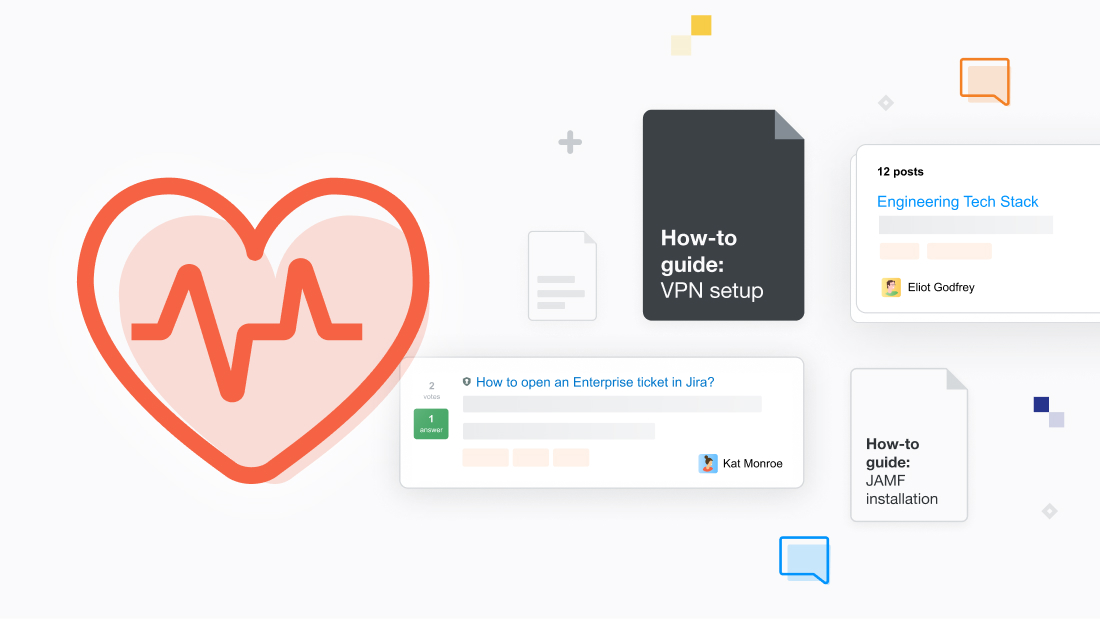 How-to
guide:
VPN setup
12 posts
Engineering Tech Stack
Eliot Godfrey
2
votes
1
answer
How to open an Enterprise ticket in Jira?
Kat Monroe
How-to
guide:
JAMF
installation